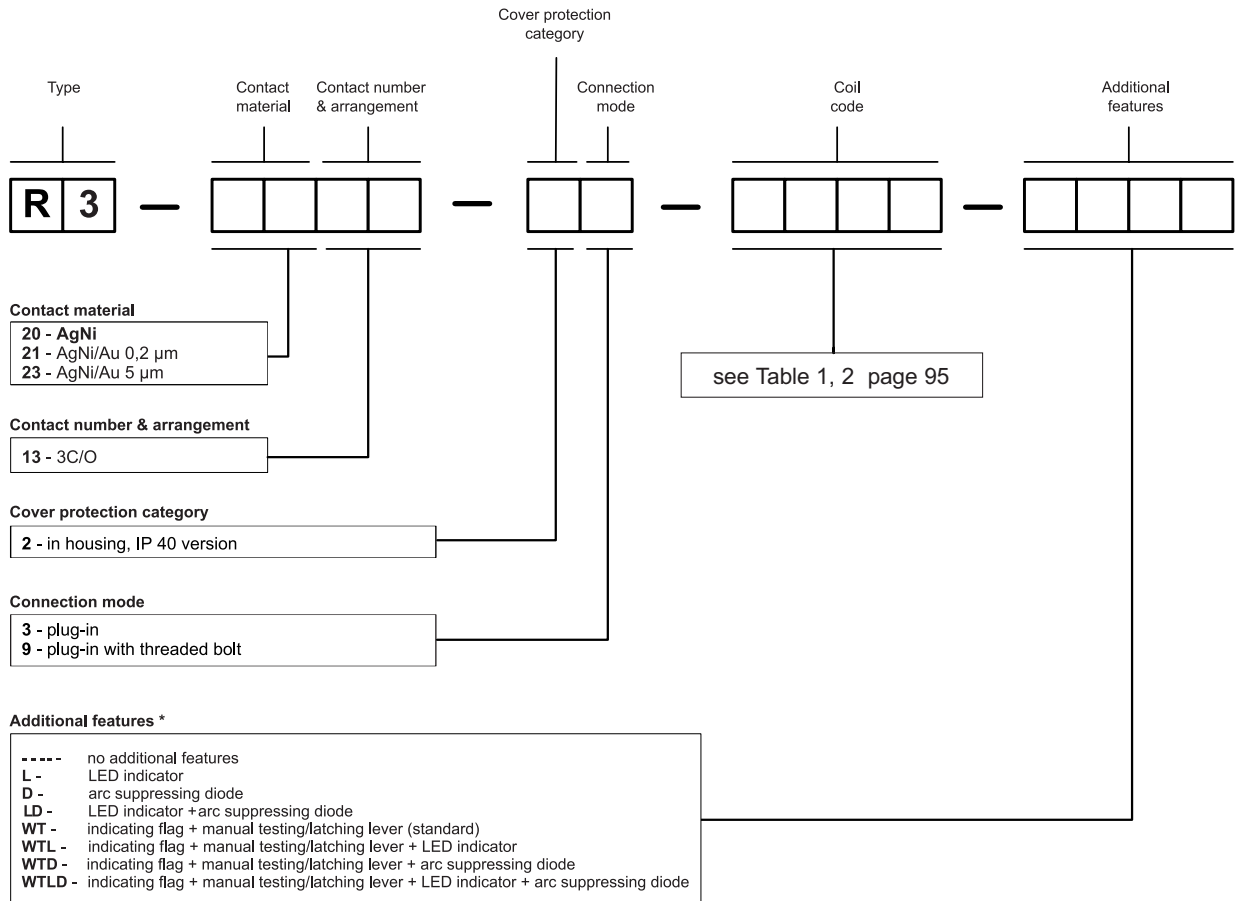 Cover protection
category
Type
Contact
material
Contact number
& arrangement
Connection
mode
Coil
code
Additional
features
R 3
Contact material
20 - AgNi
21 - AgNi/Au 0,2 µm
23 - AgNi/Au 5 µm
see Table 1, 2 page 95
Contact number & arrangement
13 - 3C/O
Cover protection category
2 - in housing, IP 40 version
Connection mode
3 - plug-in
9 - plug-in with threaded bolt
Additional features *
----- no additional features
L - LED indicator
D - arc suppressing diode
LD - LED indicator +arc suppressing diode
WT - indicating flag + manual testing/latching lever (standard)
WTL - indicating flag + manual testing/latching lever + LED indicator
WTD - indicating flag + manual testing/latching lever + arc suppressing diode
WTLD - indicating flag + manual testing/latching lever + LED indicator + arc suppressing diode